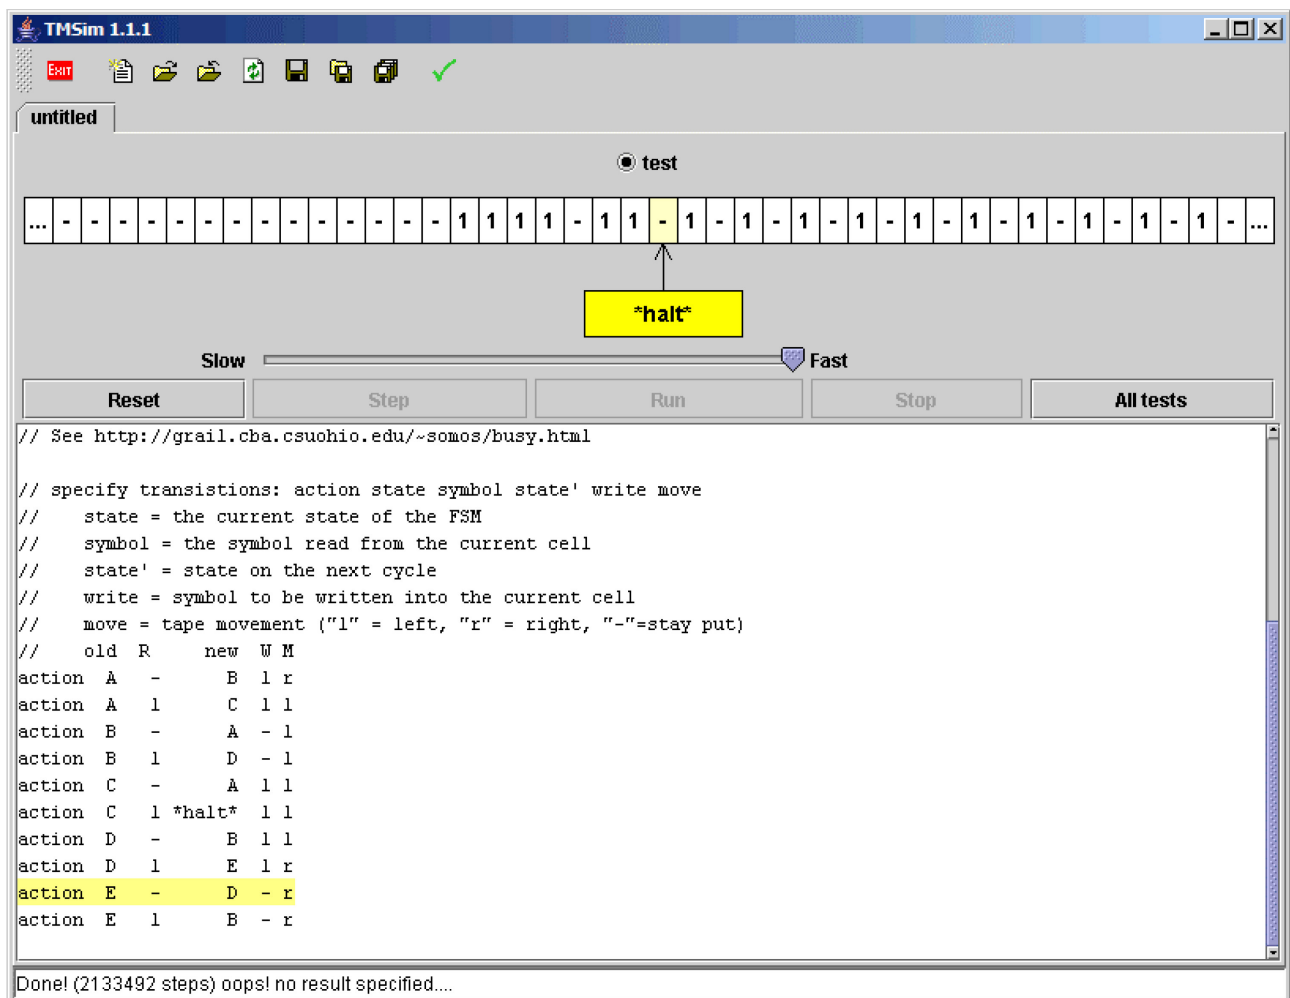 TMSim 1.1.1
EXIT
untitled
test
... - - - - - - - - - - - - - - 1 1 1 1 - 1 1 - 1 - 1 - 1 - 1 - 1 - 1 - 1 - 1 - 1 - 1 - ...
*halt*
Slow Fast
Reset Step Run Stop All tests
// See http://grail.cba.csuohio.edu/~somos/busy.html
// specify transistions: action state symbol state' write move
// state = the current state of the FSM
// symbol = the symbol read from the current cell
// state' = state on the next cycle
// write = symbol to be written into the current cell
// move = tape movement ("l" = left, "r" = right, "-"=stay put)
// old R new W M
action A - B 1 r
action A 1 C 1 l
action B - A - l
action B 1 D - l
action C - A 1 l
action C 1 *halt* 1 l
action D - B 1 l
action D 1 E 1 r
action E - D - r
action E 1 B - r
Done! (2133492 steps) oops! no result specified....